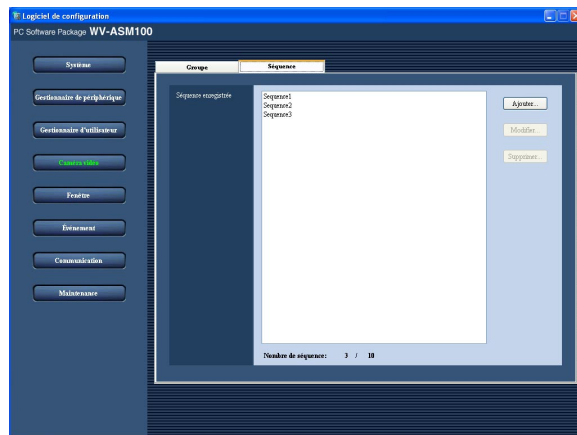 Logiciel de configuration
PC Software Package WV-ASM100
Système
Gestionnaire de périphérique
Gestionnaire d'utilisateur
Caméra vidéo
Fenêtre
Événement
Communication
Maintenance
Groupe
Séquence
Séquence enregistrée
Sequence1
Sequence2
Sequence3
Ajouter...
Modifier...
Supprimer...
Nombre de séquence: 3 / 10